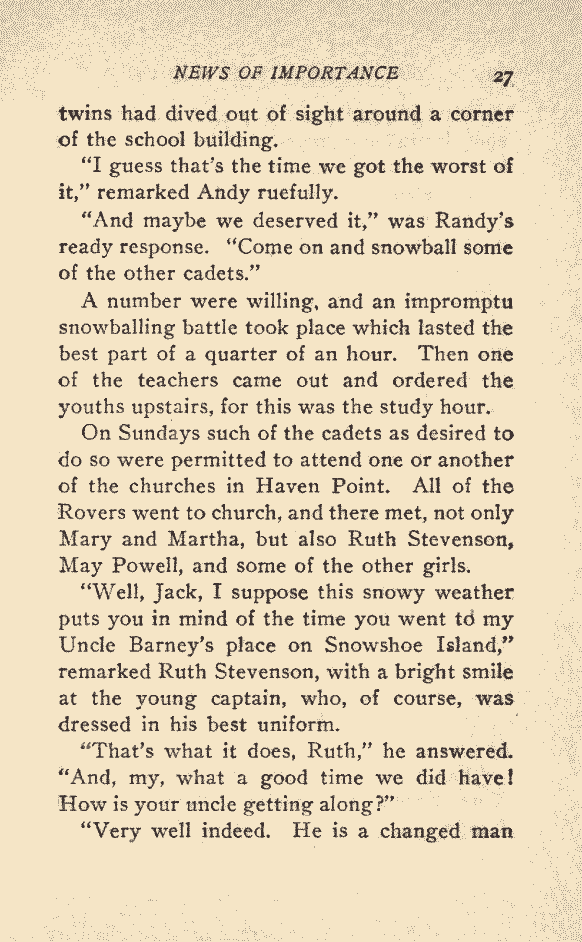 NEWS OF IMPORTANCE 27
twins had dived out of sight around a corner
of the school building.
“I guess that’s the time we got the worst of
it,” remarked Andy ruefully.
“And maybe we deserved it,” was Randy’s
ready response. “Come on and snowball some
of the other cadets.”
A number were willing, and an impromptu
snowballing battle took place which lasted the
best part of a quarter of an hour. Then one
of the teachers came out and ordered the
youths upstairs, for this was the study hour.
On Sundays such of the cadets as desired to
do so were permitted to attend one or another
of the churches in Haven Point. All of the
Rovers went to church, and there met, not only
Mary and Martha, but also Ruth Stevenson,
May Powell, and some of the other girls.
“Well, Jack, I suppose this snowy weather
puts you in mind of the time you went to my
Uncle Barney’s place on Snowshoe Island,”
remarked Ruth Stevenson, with a bright smile
at the young captain, who, of course, was
dressed in his best uniform.
“That’s what it does, Ruth,” he answered.
“And, my, what a good time we did have!
How is your uncle getting along?”
“Very well indeed. He is a changed man